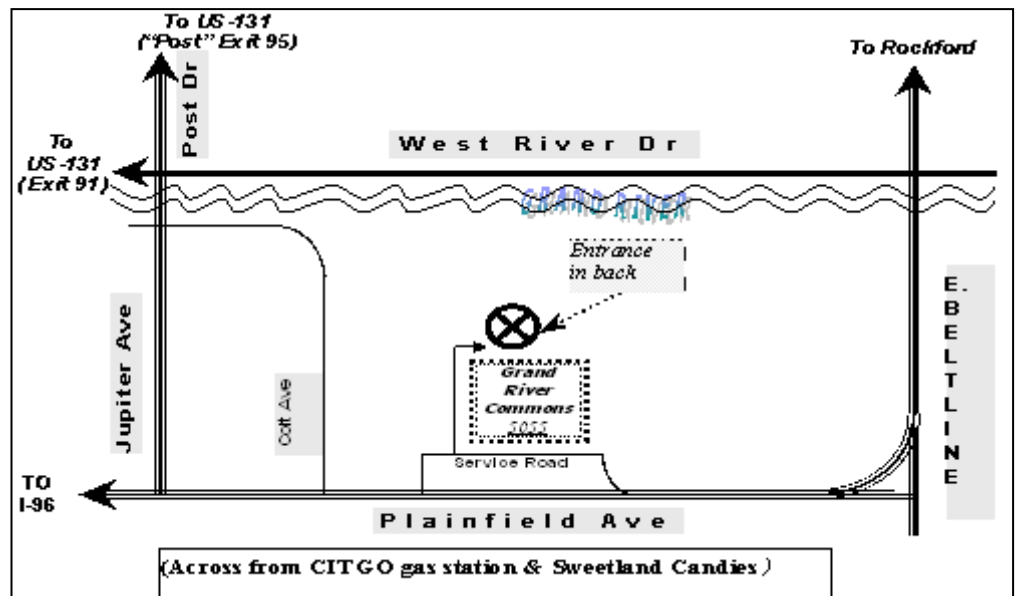 To US-131
("Post" Exit 95)
To Rockford
Post Dr
West River Dr
To
US-131
(Exit 91)
GRAND RIVER
Entrance
in back
E. BELTLINE
Jupiter Ave
Grand
River
Commons
5055
Service Road
TO
I-96
Plainfield Ave
(Across from CITGO gas station & Sweetland Candies)